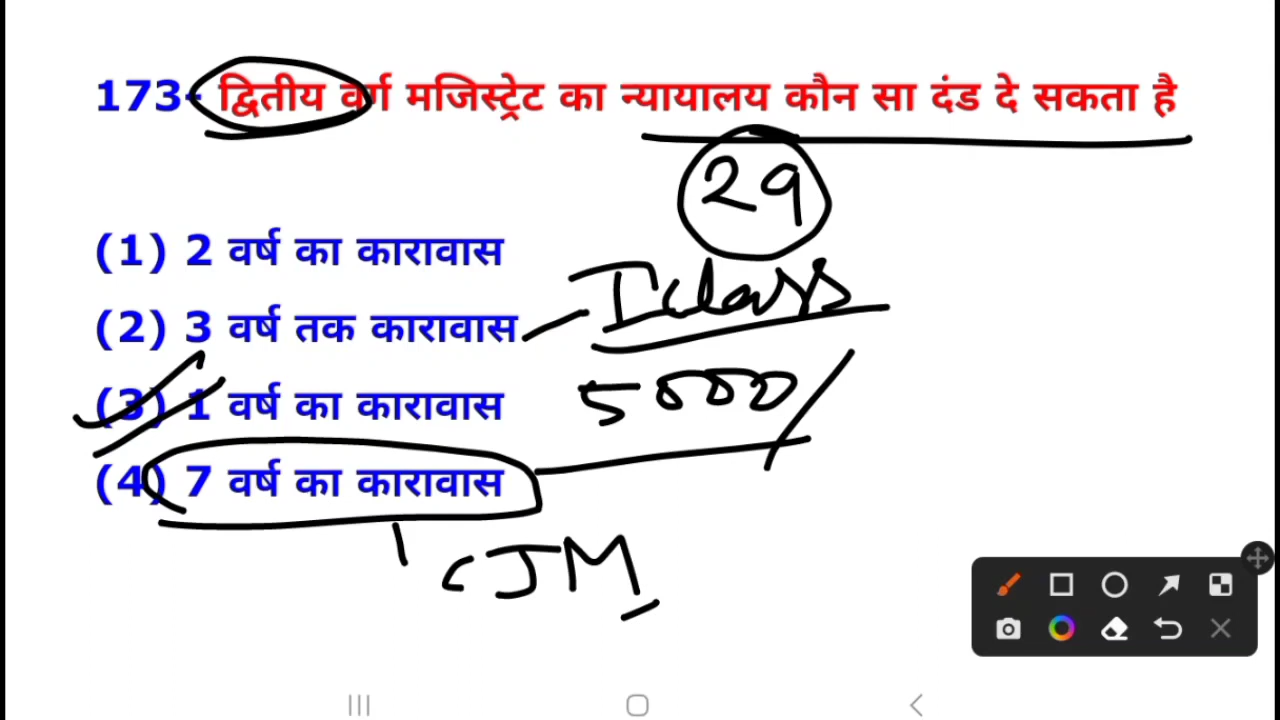 173- द्वितीय वर्ग मजिस्ट्रेट का न्यायालय कौन सा दंड दे सकता है
29
(1) 2 वर्ष का कारावास
I class
(2) 3 वर्ष तक कारावास
5000/
(3) 1 वर्ष का कारावास
(4) 7 वर्ष का कारावास
CJM